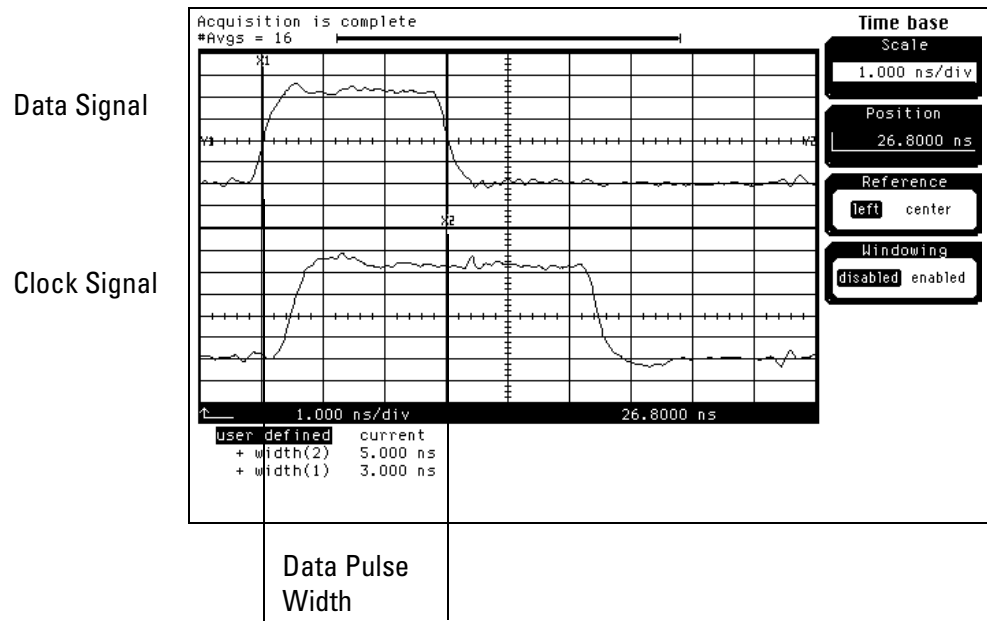 Acquisition is complete
#Avgs = 16
X1
Data Signal
Y1
Y2
X2
Clock Signal
1.000 ns/div
26.8000 ns
user defined current
+ width(2) 5.000 ns
+ width(1) 3.000 ns
Data Pulse
Width
Time base
Scale
1.000 ns/div
Position
26.8000 ns
Reference
left center
Windowing
disabled enabled